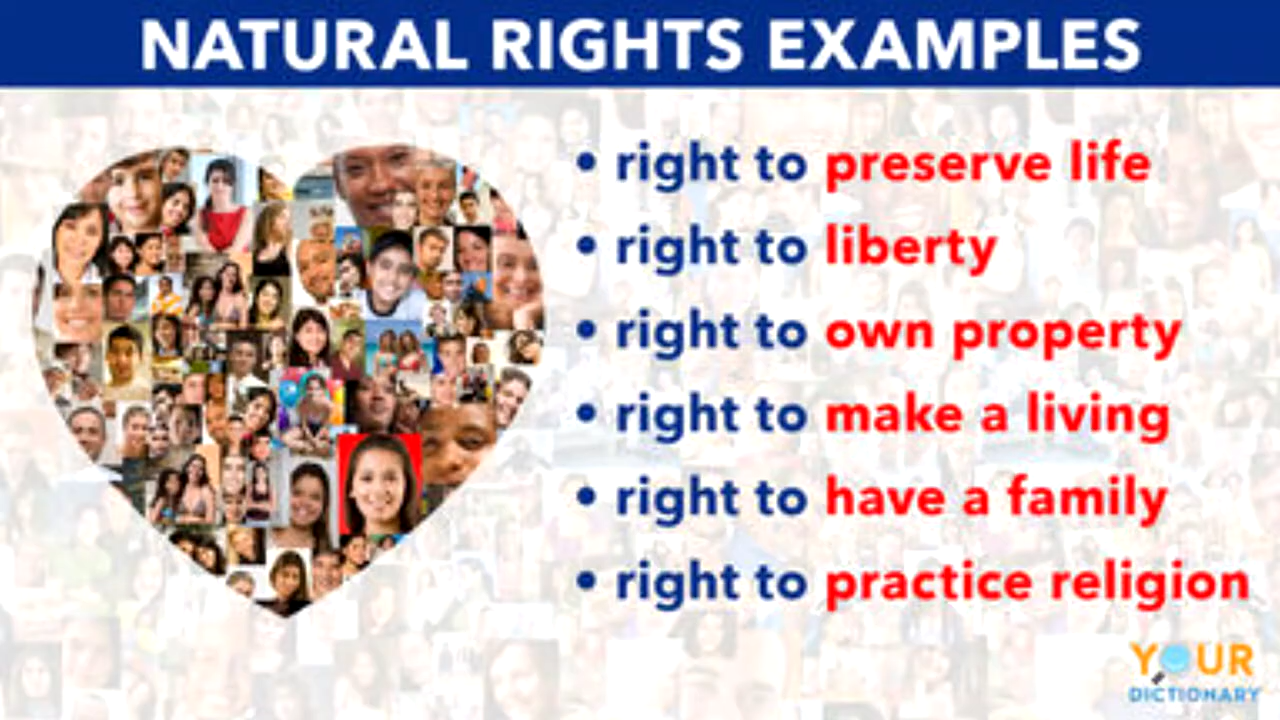 NATURAL RIGHTS EXAMPLES
• right to preserve life
• right to liberty
• right to own property
• right to make a living
• right to have a family
• right to practice religion
YOUR
DICTIONARY